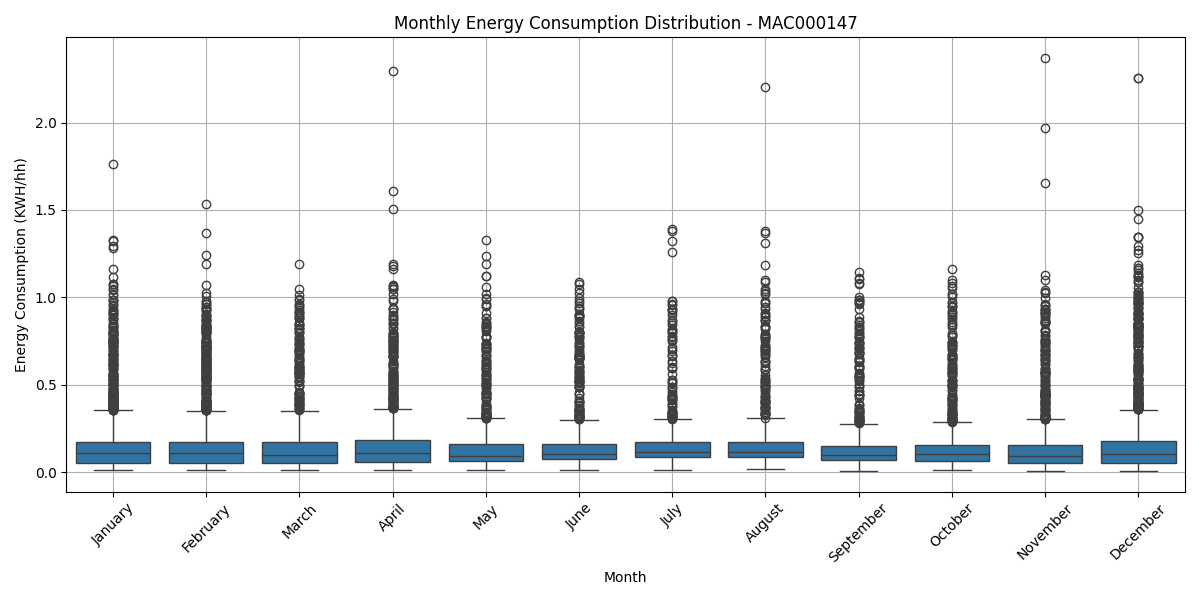 Monthly Energy Consumption Distribution - MAC000147
Energy Consumption (KWH/hh)
2.0
1.5
1.0
0.5
0.0
January
February
March
April
May
June
July
August
September
October
November
December
Month